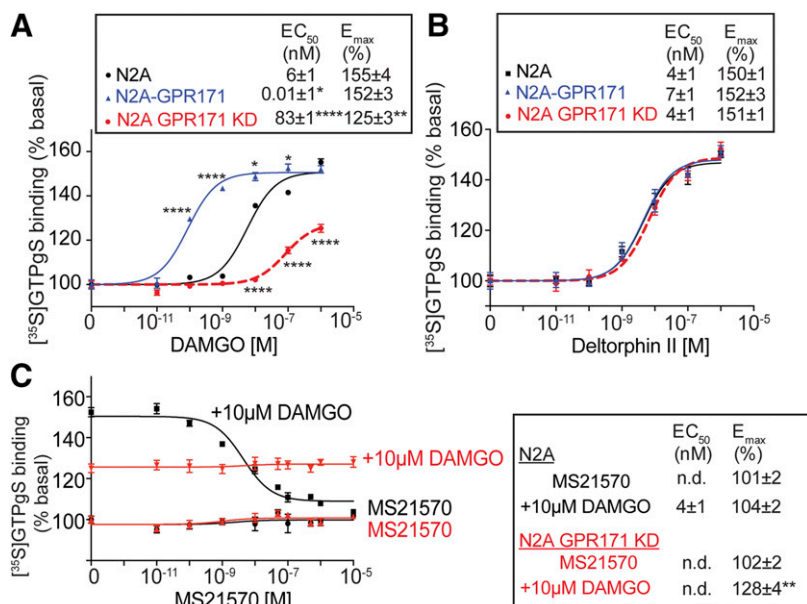 A
EC50 Emax
(nM) (%)
N2A 6±1 155±4
N2A-GPR171 0.01±1* 152±3
N2A GPR171 KD 83±1**** 125±3**
[35S]GTPgS binding (% basal)
160
140
120
100
**** **** * *
**** **** ****
0 10-11 10-9 10-7 10-5
DAMGO [M]
B
EC50 Emax
(nM) (%)
N2A 4±1 150±1
N2A-GPR171 7±1 152±3
N2A GPR171 KD 4±1 151±1
[35S]GTPgS binding (% basal)
160
140
120
100
0 10-11 10-9 10-7 10-5
Deltorphin II [M]
C
[35S]GTPgS binding
(% basal)
160
140
120
100
+10µM DAMGO
+10µM DAMGO
MS21570
MS21570
0 10-11 10-9 10-7 10-5
MS21570 [M]
EC50 Emax
(nM) (%)
N2A
MS21570 n.d. 101±2
+10µM DAMGO 4±1 104±2
N2A GPR171 KD
MS21570 n.d. 102±2
+10µM DAMGO n.d. 128±4**